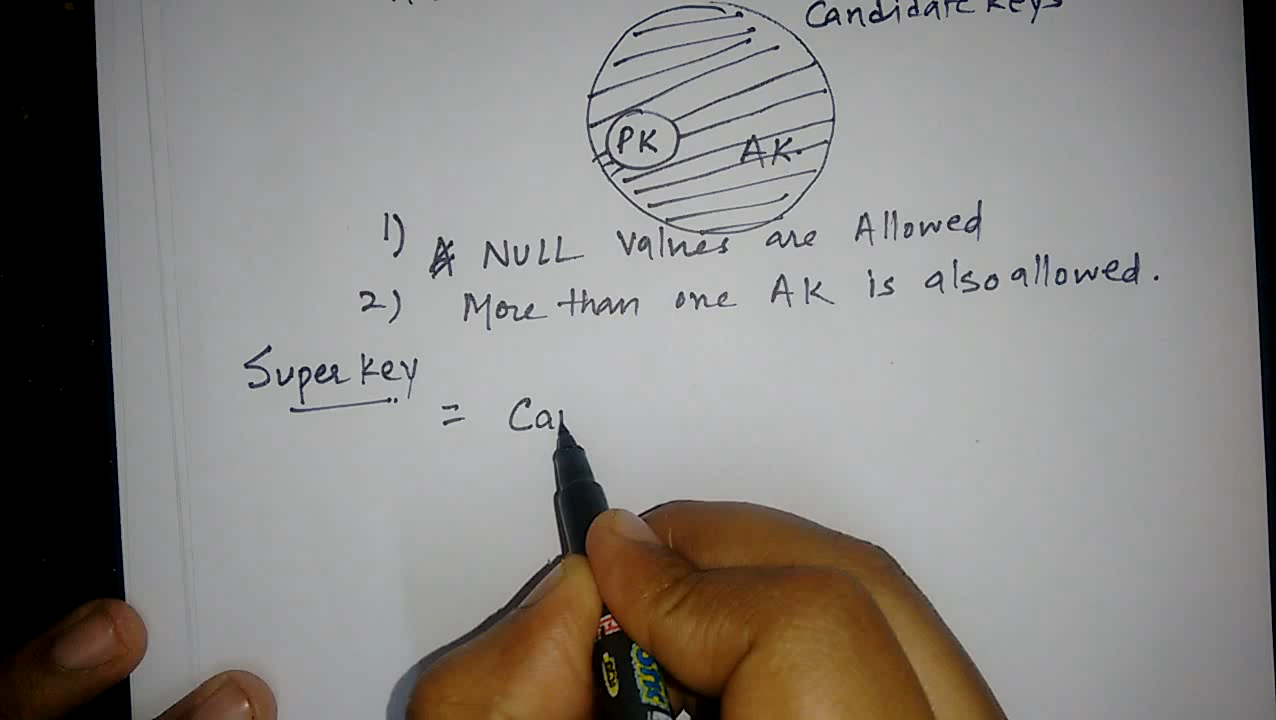 Candidate Keys
PK
AK.
1) NULL Values are Allowed
2) More than one AK is also allowed.
Super key
= Ca